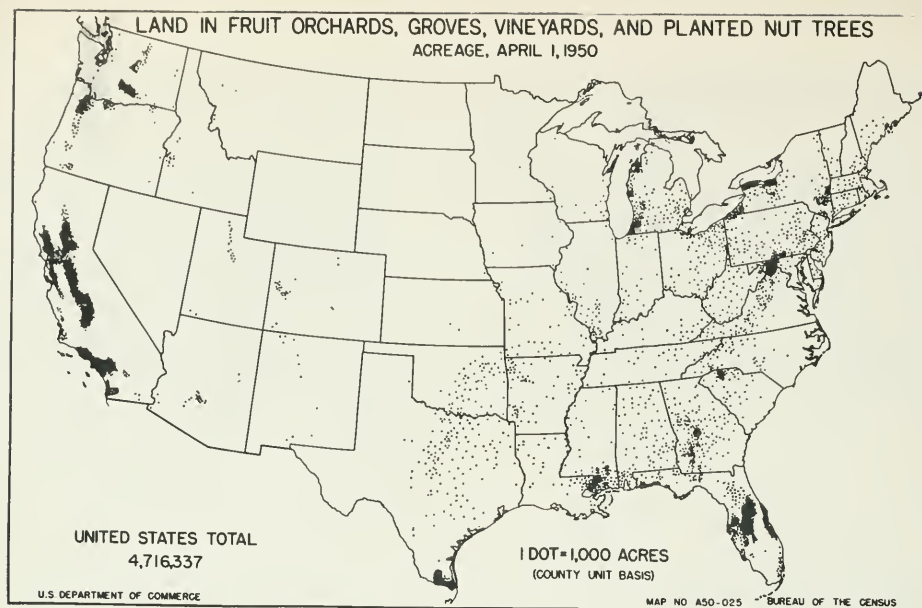 LAND IN FRUIT ORCHARDS, GROVES, VINEYARDS, AND PLANTED NUT TREES
ACREAGE, APRIL 1, 1950
UNITED STATES TOTAL
4,716,337
1 DOT=1,000 ACRES
(COUNTY UNIT BASIS)
U.S DEPARTMENT OF COMMERCE
MAP NO A50-025
BUREAU OF THE CENSUS